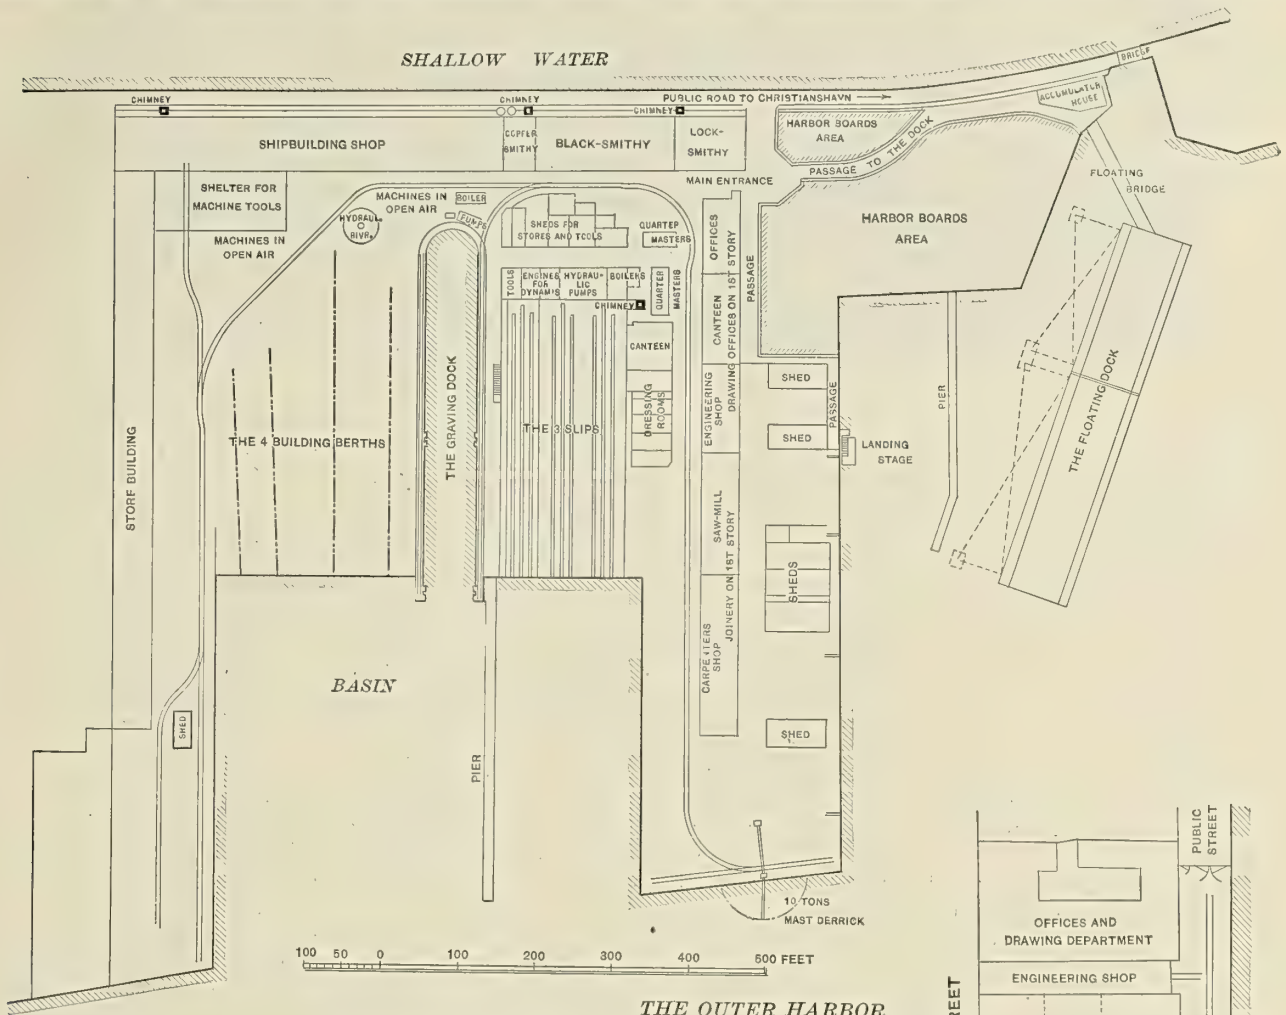 SHALLOW WATER
BRIDGE
CHIMNEY
CHIMNEY
CHIMNEY
PUBLIC ROAD TO CHRISTIANSHAVN
ACCUMULATOR
HOUSE
SHIPBUILDING SHOP
COPPER
SMITHY
BLACK-SMITHY
LOCK-
SMITHY
HARBOR BOARDS
AREA
PASSAGE TO THE DOCK
FLOATING
BRIDGE
MAIN ENTRANCE
SHELTER FOR
MACHINE TOOLS
MACHINES IN
OPEN AIR
HYDRAUL.
RIVR.
MACHINES IN
OPEN AIR
BOILER
PUMPS
SHEDS FOR
STORES AND TOOLS
QUARTER
MASTERS
OFFICES
HARBOR BOARDS
AREA
PASSAGE
TOOLS
ENGINES
FOR
DYNAM'S
HYDRAU-
LIC
PUMPS
BOILERS
CHIMNEY
QUARTER
MASTERS
CANTEEN
CANTEEN
DRAWING OFFICES ON 1ST STORY
ENGINEERING
SHOP
DRESSING
ROOMS
SHED
SHED
PASSAGE
LANDING
STAGE
PIER
THE FLOATING DOCK
STORE BUILDING
THE 4 BUILDING BERTHS
THE GRAVING DOCK
THE 3 SLIPS
SAW-MILL
JOINERY ON 1ST STORY
CARPENTERS
SHOP
SHEDS
SHED
SHED
BASIN
PIER
10 TONS
MAST DERRICK
100 50 0 100 200 300 400 500 FEET
THE OUTER HARBOR
PUBLIC
STREET
OFFICES AND
DRAWING DEPARTMENT
ENGINEERING SHOP